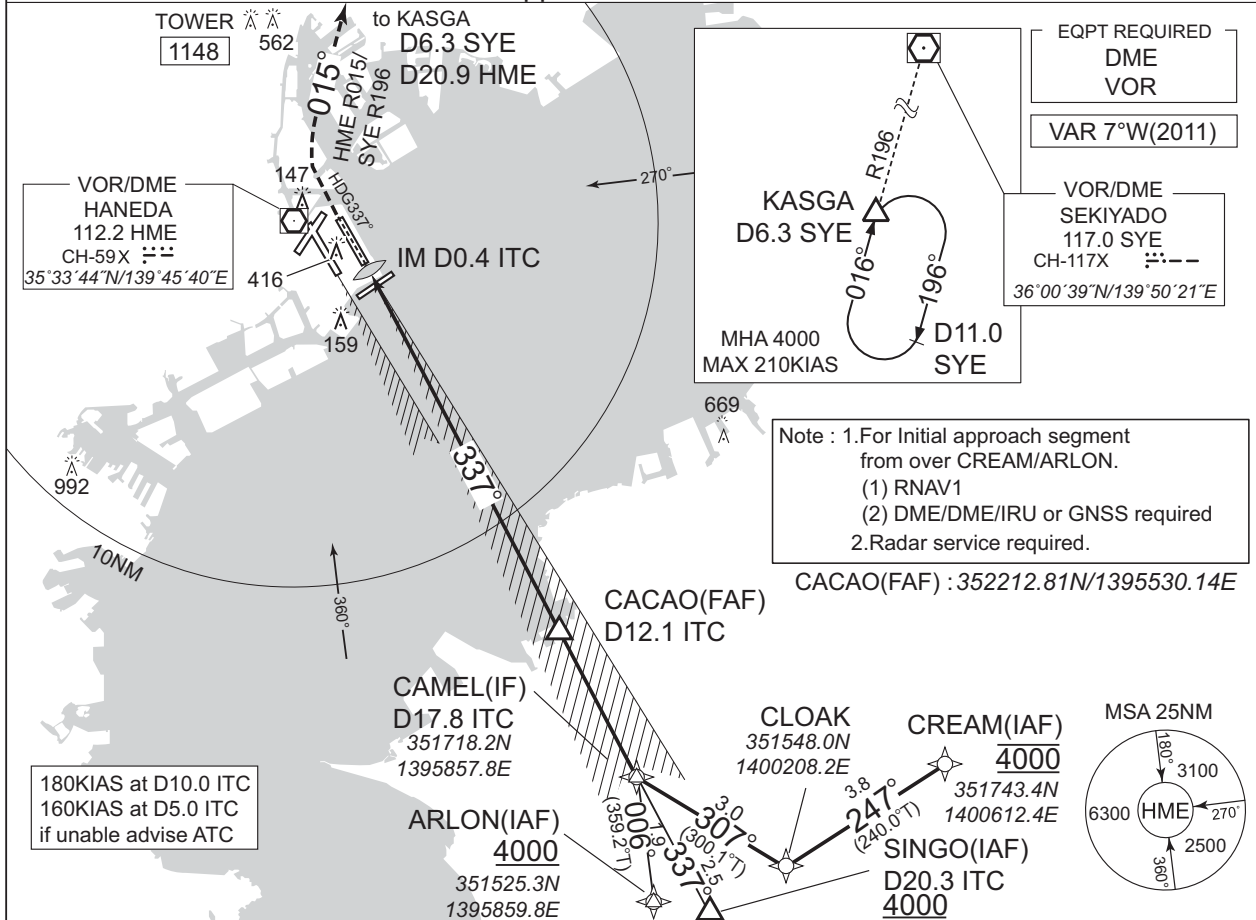 TOWER
1148
562
to KASGA
D6.3 SYE
D20.9 HME
015°
HME R015/
SYE R196
147
HDG337°
VOR/DME
HANEDA
112.2 HME
CH-59X
35°33´44˝N/139°45´40˝E
416
159
IM D0.4 ITC
270°
R196
KASGA
D6.3 SYE
016°
196°
D11.0
SYE
MHA 4000
MAX 210KIAS
EQPT REQUIRED
DME
VOR
VAR 7°W(2011)
VOR/DME
SEKIYADO
117.0 SYE
CH-117X
36°00´39˝N/139°50´21˝E
669
992
10NM
360°
337°
Note : 1.For Initial approach segment
from over CREAM/ARLON.
(1) RNAV1
(2) DME/DME/IRU or GNSS required
2.Radar service required.
CACAO(FAF) : 352212.81N/1395530.14E
CACAO(FAF)
D12.1 ITC
CAMEL(IF)
D17.8 ITC
351718.2N
1395857.8E
CLOAK
351548.0N
1400208.2E
CREAM(IAF)
4000
351743.4N
1400612.4E
3.8
247°
(240.0°T)
3.0
307°
(300.1°T)
006°
(359.2°T)
1.9
337°
2.5
ARLON(IAF)
4000
351525.3N
1395859.8E
SINGO(IAF)
D20.3 ITC
4000
180KIAS at D10.0 ITC
160KIAS at D5.0 ITC
if unable advise ATC
MSA 25NM
180°
3100
6300
HME
270°
2500
360°